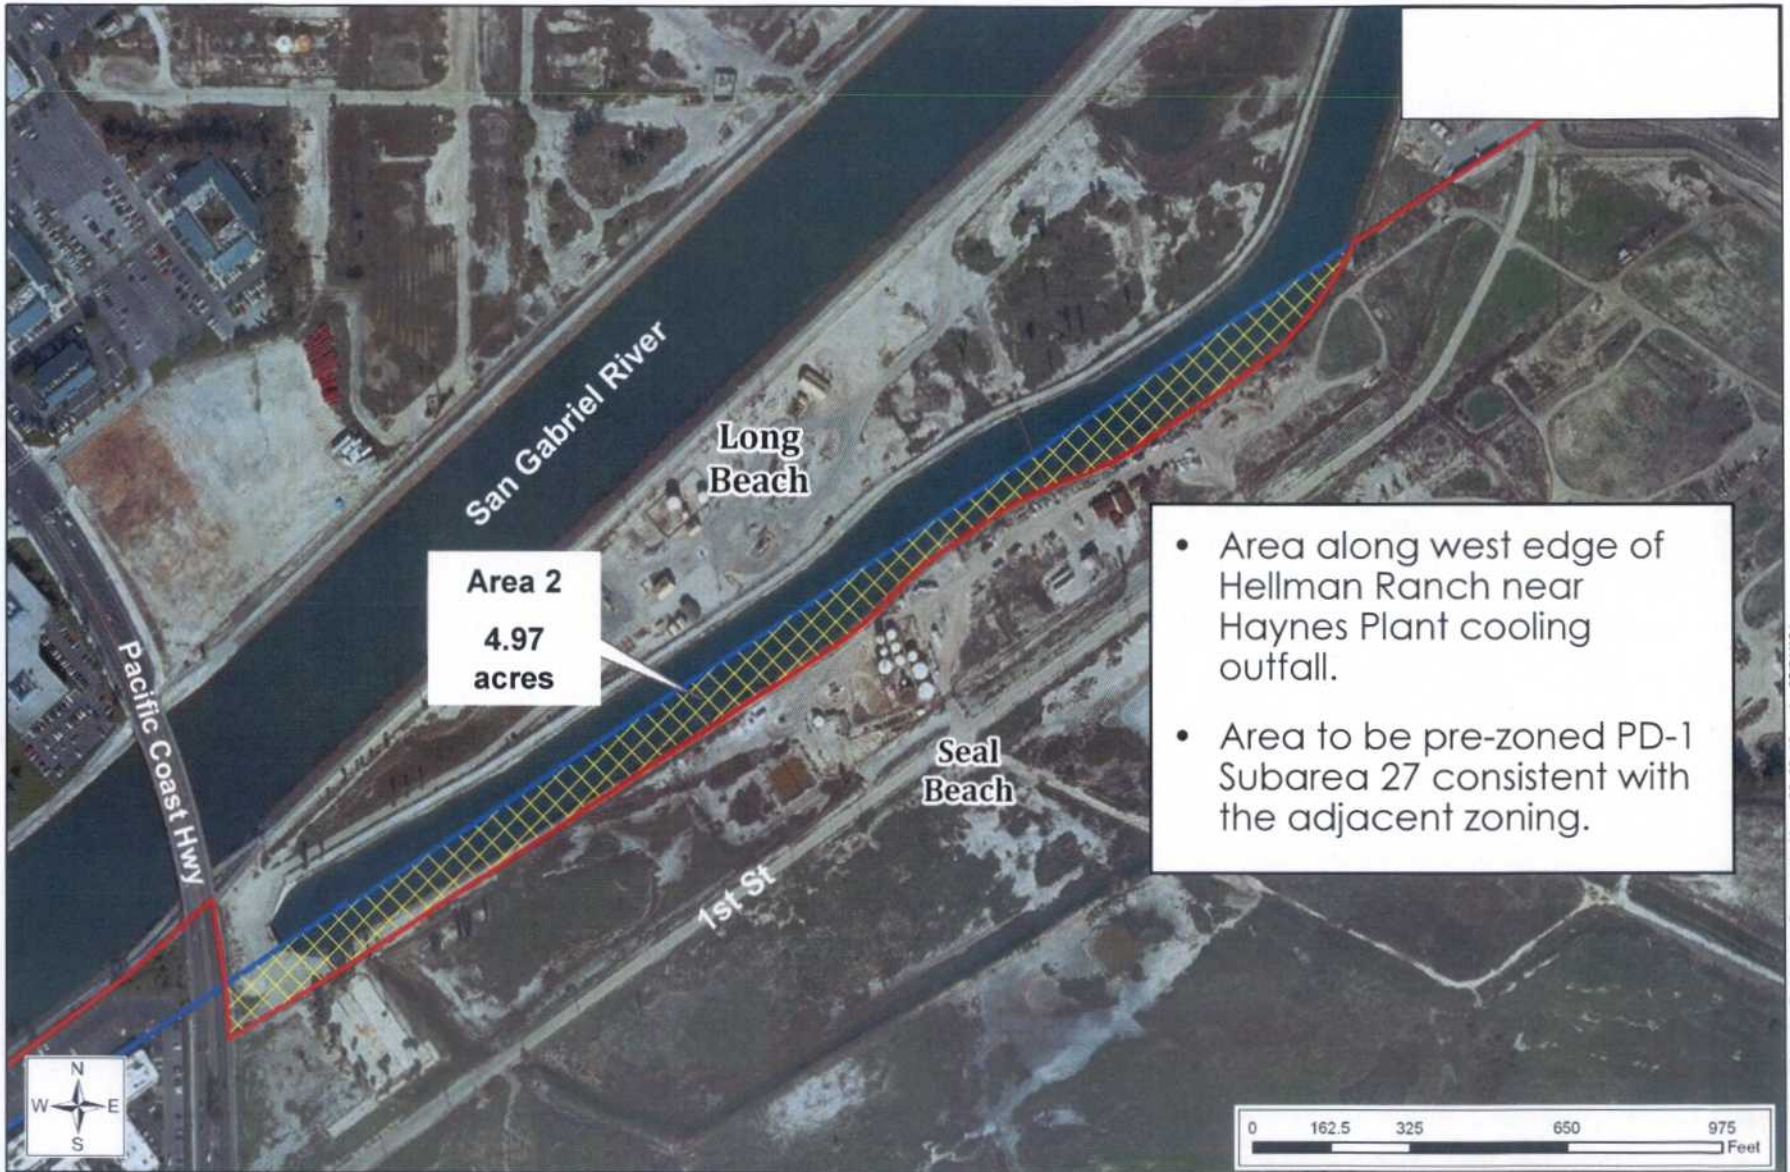 San Gabriel River
Long
Beach
Area 2
4.97
acres
Pacific Coast Hwy
• Area along west edge of
Hellman Ranch near
Haynes Plant cooling
outfall.
• Area to be pre-zoned PD-1
Subarea 27 consistent with
the adjacent zoning.
Seal
Beach
1st St
N
W E
S
0 162.5 325 650 975
Feet